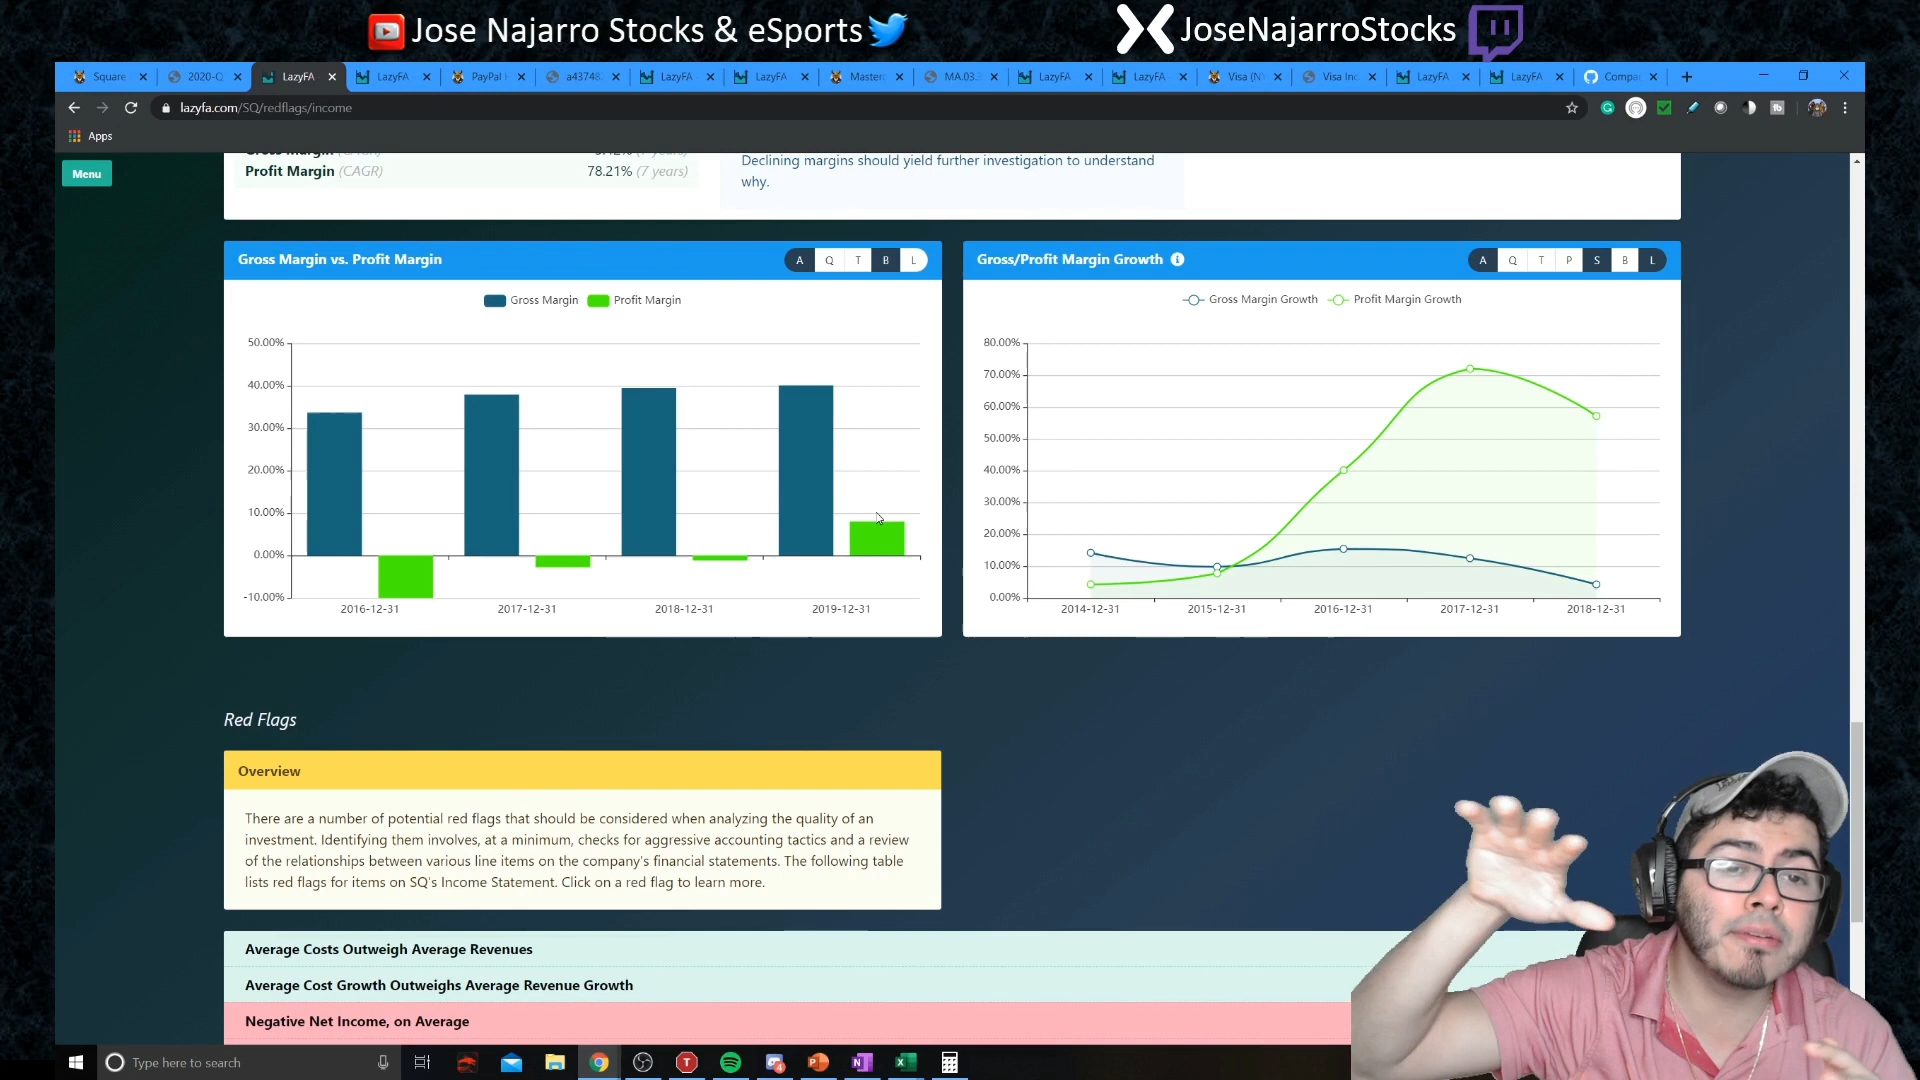 Jose Najarro Stocks & eSports
JoseNajarroStocks
Square
2020-Q
LazyFA
LazyFA
PayPal H
a43748
LazyFA
LazyFA
Master
MA.03.3
LazyFA
LazyFA
Visa (NY
Visa Inc
LazyFA
LazyFA
Compa
lazyfa.com/SQ/redflags/income
Apps
Menu
Profit Margin (CAGR) 78.21% (7 years)
Declining margins should yield further investigation to understand
why.
Gross Margin vs. Profit Margin
A Q T B L
Gross Margin Profit Margin
50.00%
40.00%
30.00%
20.00%
10.00%
0.00%
-10.00%
2016-12-31 2017-12-31 2018-12-31 2019-12-31
Gross/Profit Margin Growth
A Q T P S B L
Gross Margin Growth Profit Margin Growth
80.00%
70.00%
60.00%
50.00%
40.00%
30.00%
20.00%
10.00%
0.00%
2014-12-31 2015-12-31 2016-12-31 2017-12-31 2018-12-31
Red Flags
Overview
There are a number of potential red flags that should be considered when analyzing the quality of an
investment. Identifying them involves, at a minimum, checks for aggressive accounting tactics and a review
of the relationships between various line items on the company's financial statements. The following table
lists red flags for items on SQ's Income Statement. Click on a red flag to learn more.
Average Costs Outweigh Average Revenues
Average Cost Growth Outweighs Average Revenue Growth
Negative Net Income, on Average
Type here to search